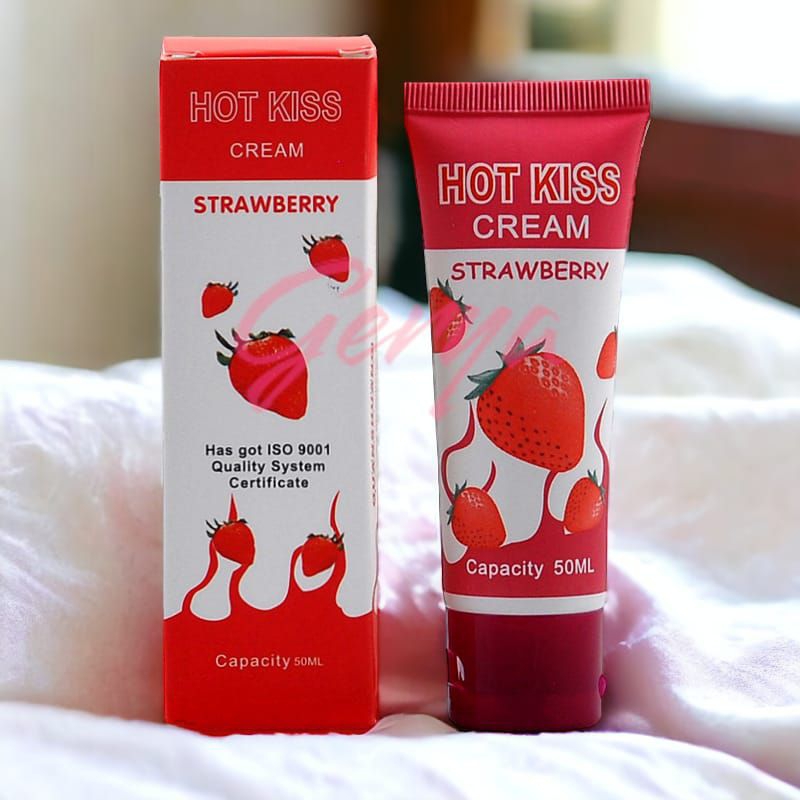 HOT KISS
CREAM
STRAWBERRY
Has got ISO 9001
Quality System
Certificate
Capacity 50ML
HOT KISS
CREAM
STRAWBERRY
Capacity 50ML